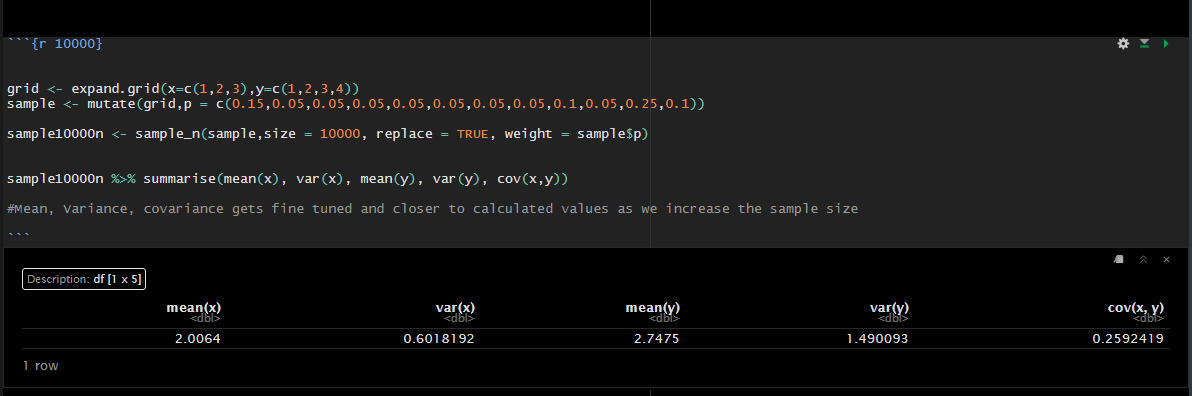 ```{r 10000}
grid <- expand.grid(x=c(1,2,3),y=c(1,2,3,4))
sample <- mutate(grid,p = c(0.15,0.05,0.05,0.05,0.05,0.05,0.05,0.05,0.1,0.05,0.25,0.1))
sample10000n <- sample_n(sample,size = 10000, replace = TRUE, weight = sample$p)
sample10000n %>% summarise(mean(x), var(x), mean(y), var(y), cov(x,y))
#Mean, Variance, covariance gets fine tuned and closer to calculated values as we increase the sample size
```
Description: df [1 x 5]
mean(x) var(x) mean(y) var(y) cov(x, y)
<dbl> <dbl> <dbl> <dbl> <dbl>
2.0064 0.6018192 2.7475 1.490093 0.2592419
1 row